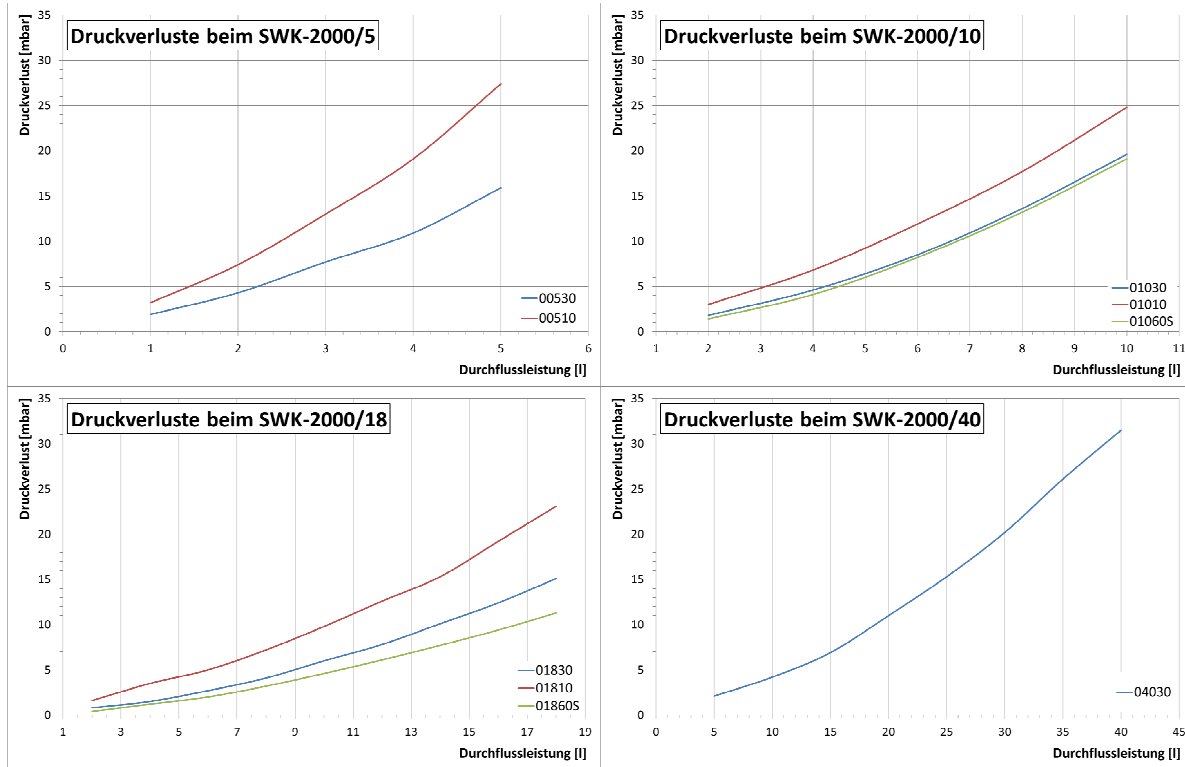 Druckverluste beim SWK-2000/5
Druckverlust [mbar]
35
30
25
20
15
10
5
0
0 1 2 3 4 5 6
Durchflussleistung [l]
00530
00510
Druckverluste beim SWK-2000/10
Druckverlust [mbar]
35
30
25
20
15
10
5
0
1 2 3 4 5 6 7 8 9 10 11
Durchflussleistung [l]
01030
01010
01060S
Druckverluste beim SWK-2000/18
Druckverlust [mbar]
30
25
20
15
10
5
0
1 3 5 7 9 11 13 15 17 19
Durchflussleistung [l]
01830
01810
01860S
Druckverluste beim SWK-2000/40
Druckverlust [mbar]
30
25
20
15
10
5
0
0 5 10 15 20 25 30 35 40 45
Durchflussleistung [l]
04030